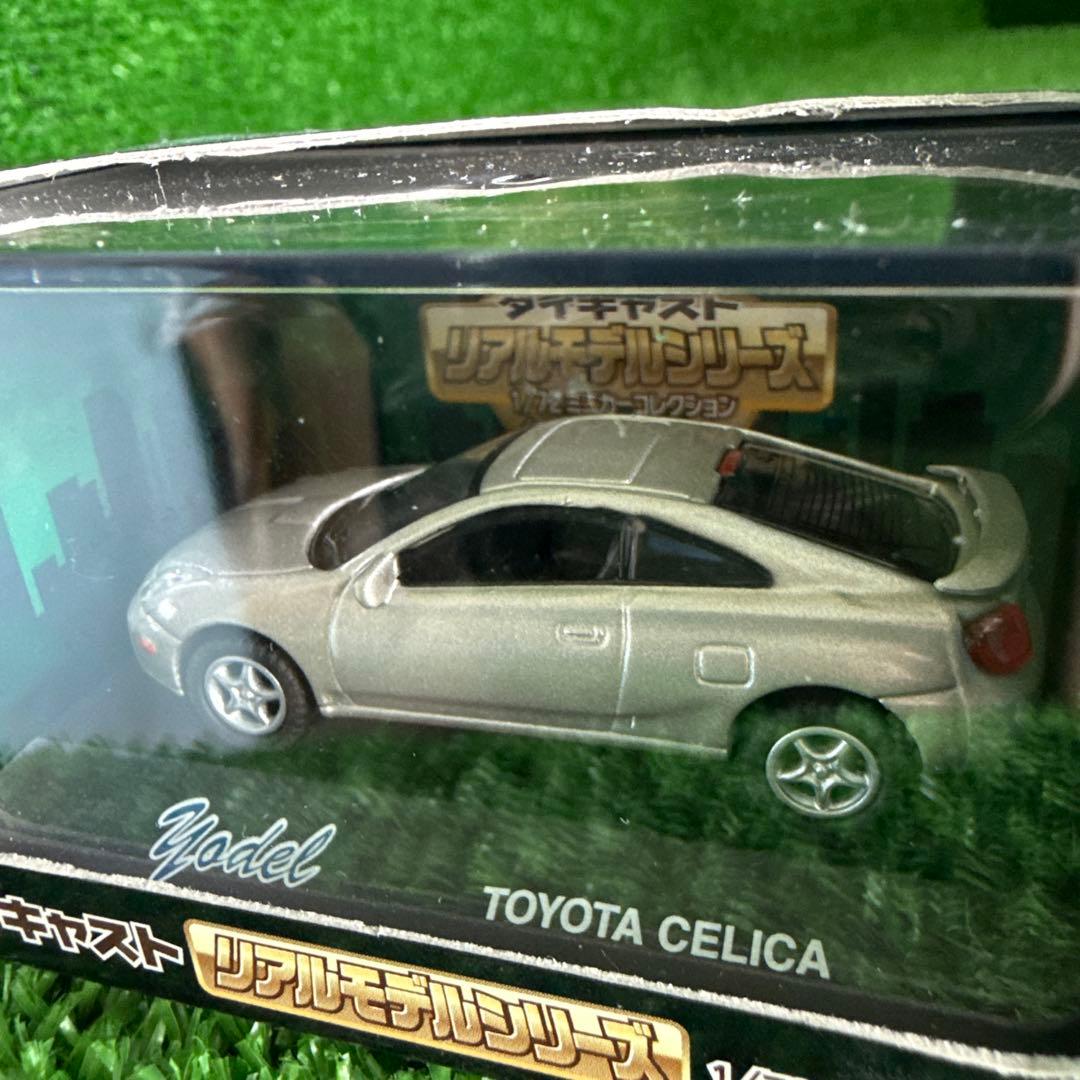 ダイキャスト
リアルモデルシリーズ
1/72ミニカーコレクション
Yodel
TOYOTA CELICA
キャスト
リアルモデルシリーズ